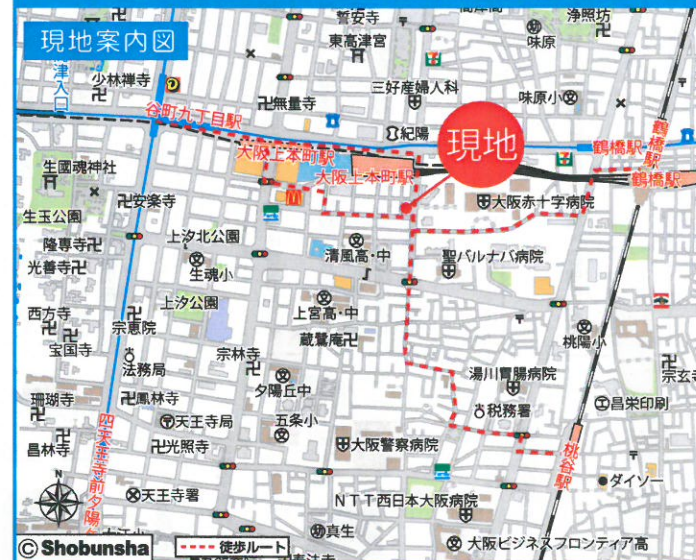 現地案内図
誓安寺
浄照坊
東高津宮
味原
少林禅寺
三好産婦人科
味原小
無量寺
谷町九丁目駅
紀陽
現地
鶴橋駅
鶴橋駅
鶴橋駅
大阪上本町駅
大阪上本町駅
生國魂神社
安楽寺
大阪赤十字病院
生玉公園
隆専寺
上汐北公園
清風高・中
光善寺
生魂小
聖バルナバ病院
上汐公園
上宮高・中
西方寺
宗恵院
蔵鷺庵
桃陽小
宝国寺
宗林寺
法務局
湯川胃腸病院
夕陽丘中
珊瑚寺
鳳林寺
税務署
昌栄印刷
天王寺局
五条小
昌林寺
光照寺
大阪警察病院
桃谷駅
四天王寺前夕陽
ダイソー
N
天王寺署
NTT西日本大阪病院
真生
大阪ビジネスフロンティア高
© Shobunsha
徒歩ルート